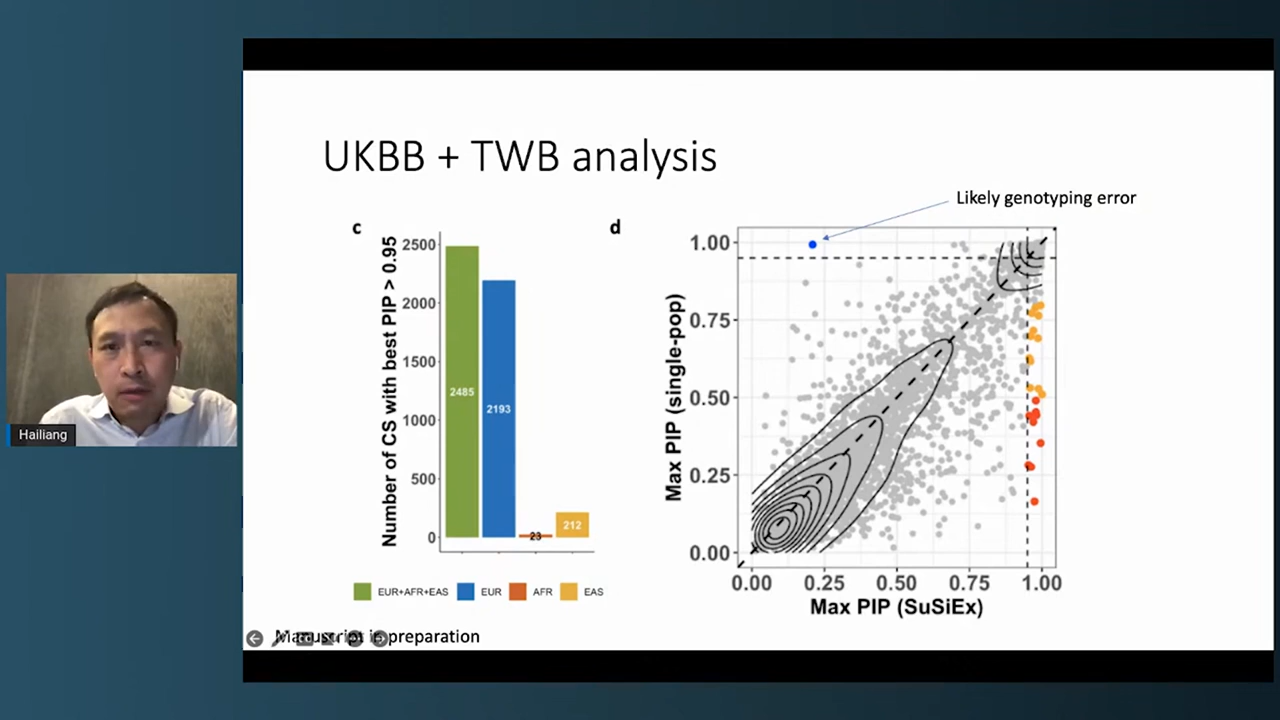 UKBB + TWB analysis
Likely genotyping error
c
Number of CS with best PIP > 0.95
2500
2000
1500
1000
500
0
2485
2193
23
212
EUR+AFR+EAS
EUR
AFR
EAS
d
Max PIP (single-pop)
1.00
0.75
0.50
0.25
0.00
0.00
0.25
0.50
0.75
1.00
Max PIP (SuSiEx)
Manuscript in preparation
Hailiang